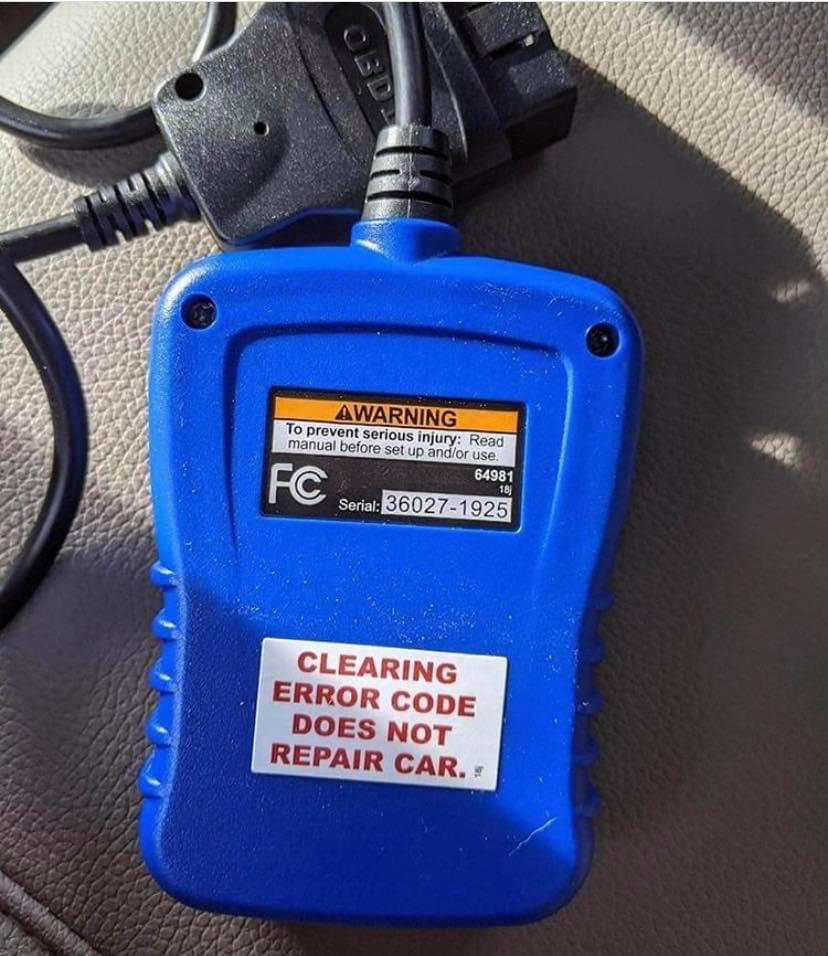 OBD
⚠WARNING
To prevent serious injury: Read
manual before set up and/or use.
64981
18j
FC
Serial: 36027-1925
CLEARING
ERROR CODE
DOES NOT
REPAIR CAR.
18j